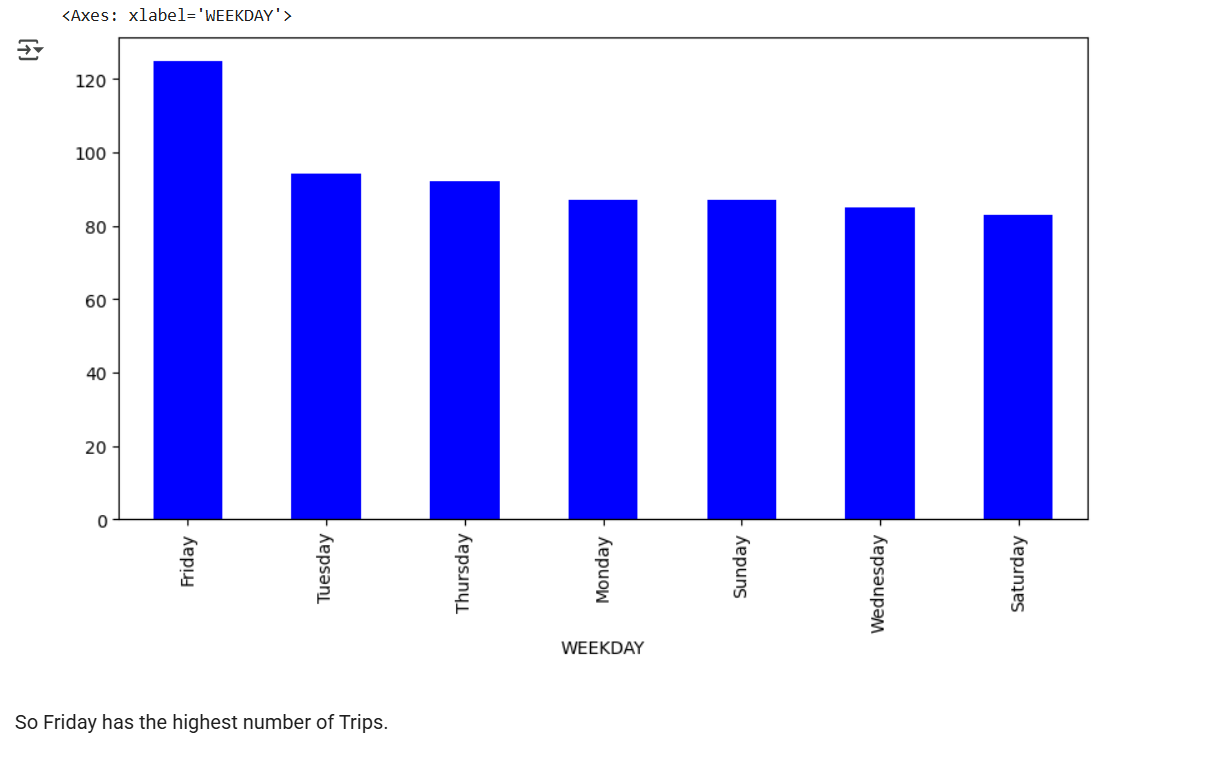 <Axes: xlabel='WEEKDAY'>
120
100
80
60
40
20
0
Friday
Tuesday
Thursday
Monday
Sunday
Wednesday
Saturday
WEEKDAY
So Friday has the highest number of Trips.